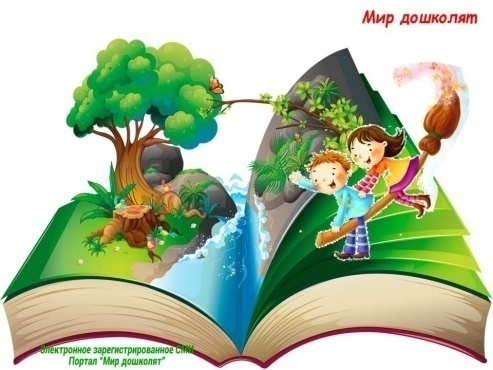 Мир дошколят
Электронное зарегистрированное СМИ
Портал "Мир дошколят"